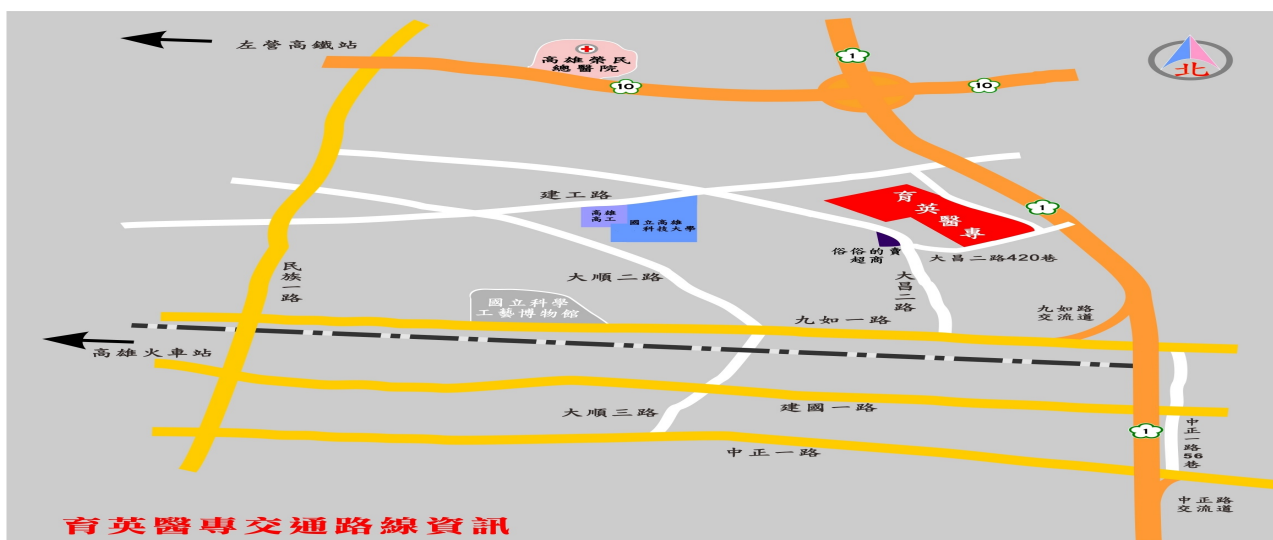 左營高鐵站
高雄榮民
總醫院
1
10
10
北
建工路
高雄
高工
國立高雄
科技大學
育英醫專
1
俗俗的賣
超商
大昌二路420巷
民族一路
大順二路
大昌二路
國立科學
工藝博物館
九如一路
九如路
交流道
高雄火車站
大順三路
建國一路
中正一路
1
中正一路56巷
中正路
交流道
育英醫專交通路線資訊